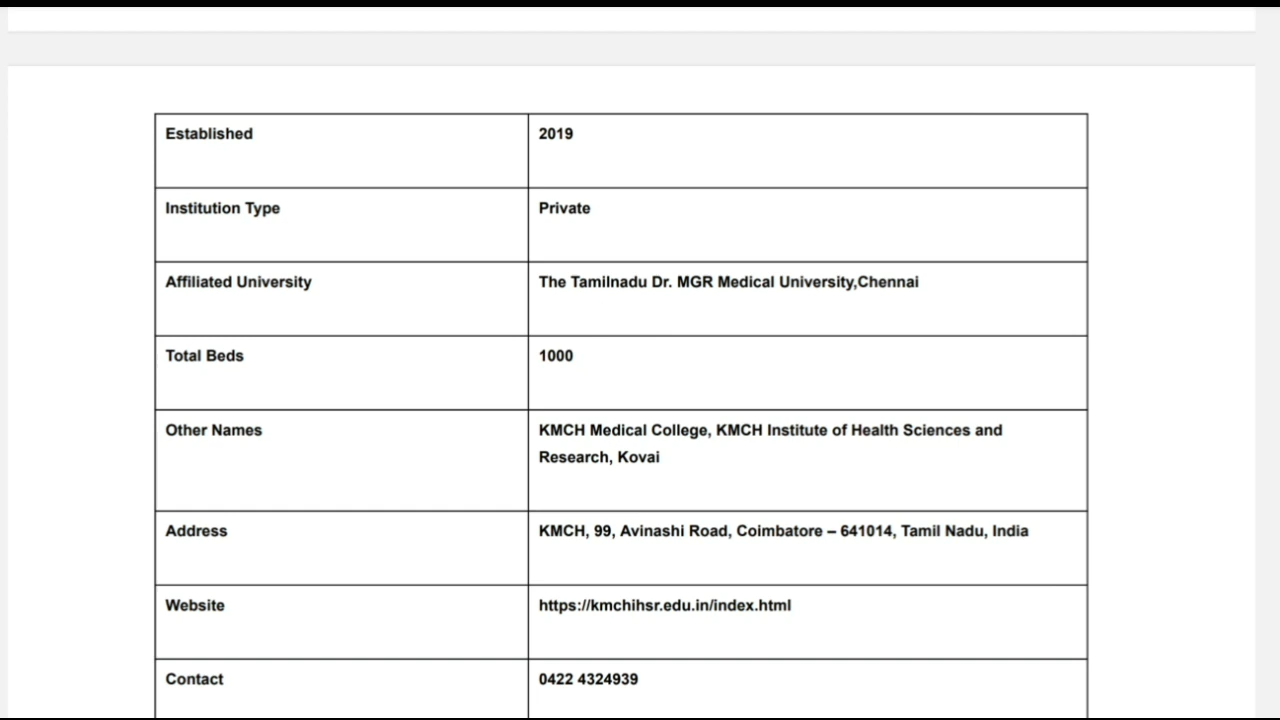 Established
2019
Institution Type
Private
Affiliated University
The Tamilnadu Dr. MGR Medical University,Chennai
Total Beds
1000
Other Names
KMCH Medical College, KMCH Institute of Health Sciences and
Research, Kovai
Address
KMCH, 99, Avinashi Road, Coimbatore – 641014, Tamil Nadu, India
Website
https://kmchihsr.edu.in/index.html
Contact
0422 4324939